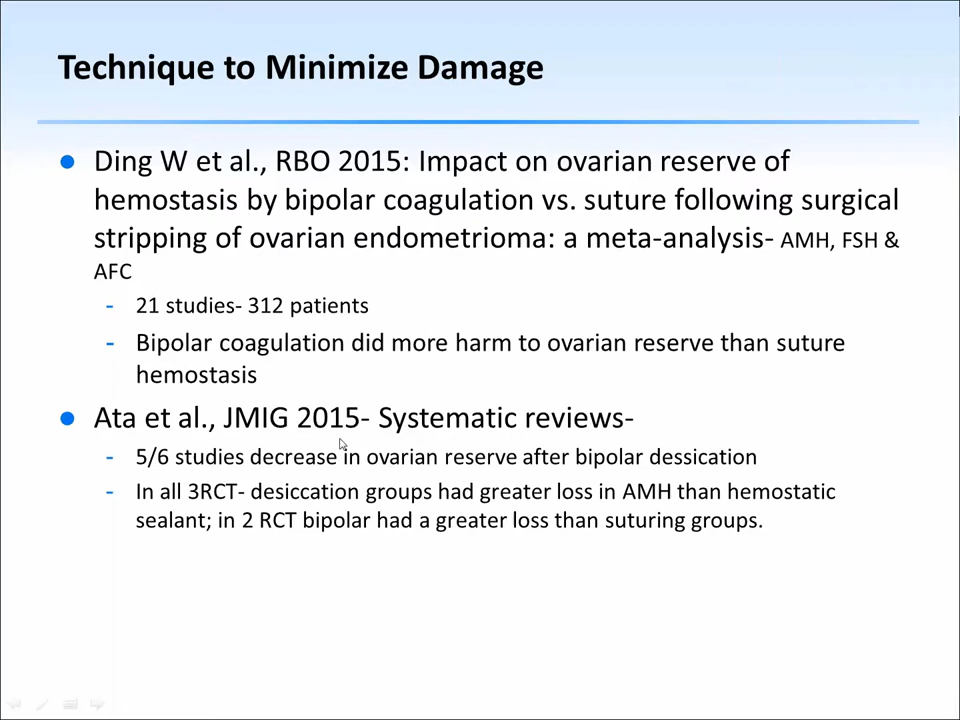 Technique to Minimize Damage
● Ding W et al., RBO 2015: Impact on ovarian reserve of
hemostasis by bipolar coagulation vs. suture following surgical
stripping of ovarian endometrioma: a meta-analysis- AMH, FSH &
AFC
- 21 studies- 312 patients
- Bipolar coagulation did more harm to ovarian reserve than suture
hemostasis
● Ata et al., JMIG 2015- Systematic reviews-
- 5/6 studies decrease in ovarian reserve after bipolar dessication
- In all 3RCT- desiccation groups had greater loss in AMH than hemostatic
sealant; in 2 RCT bipolar had a greater loss than suturing groups.